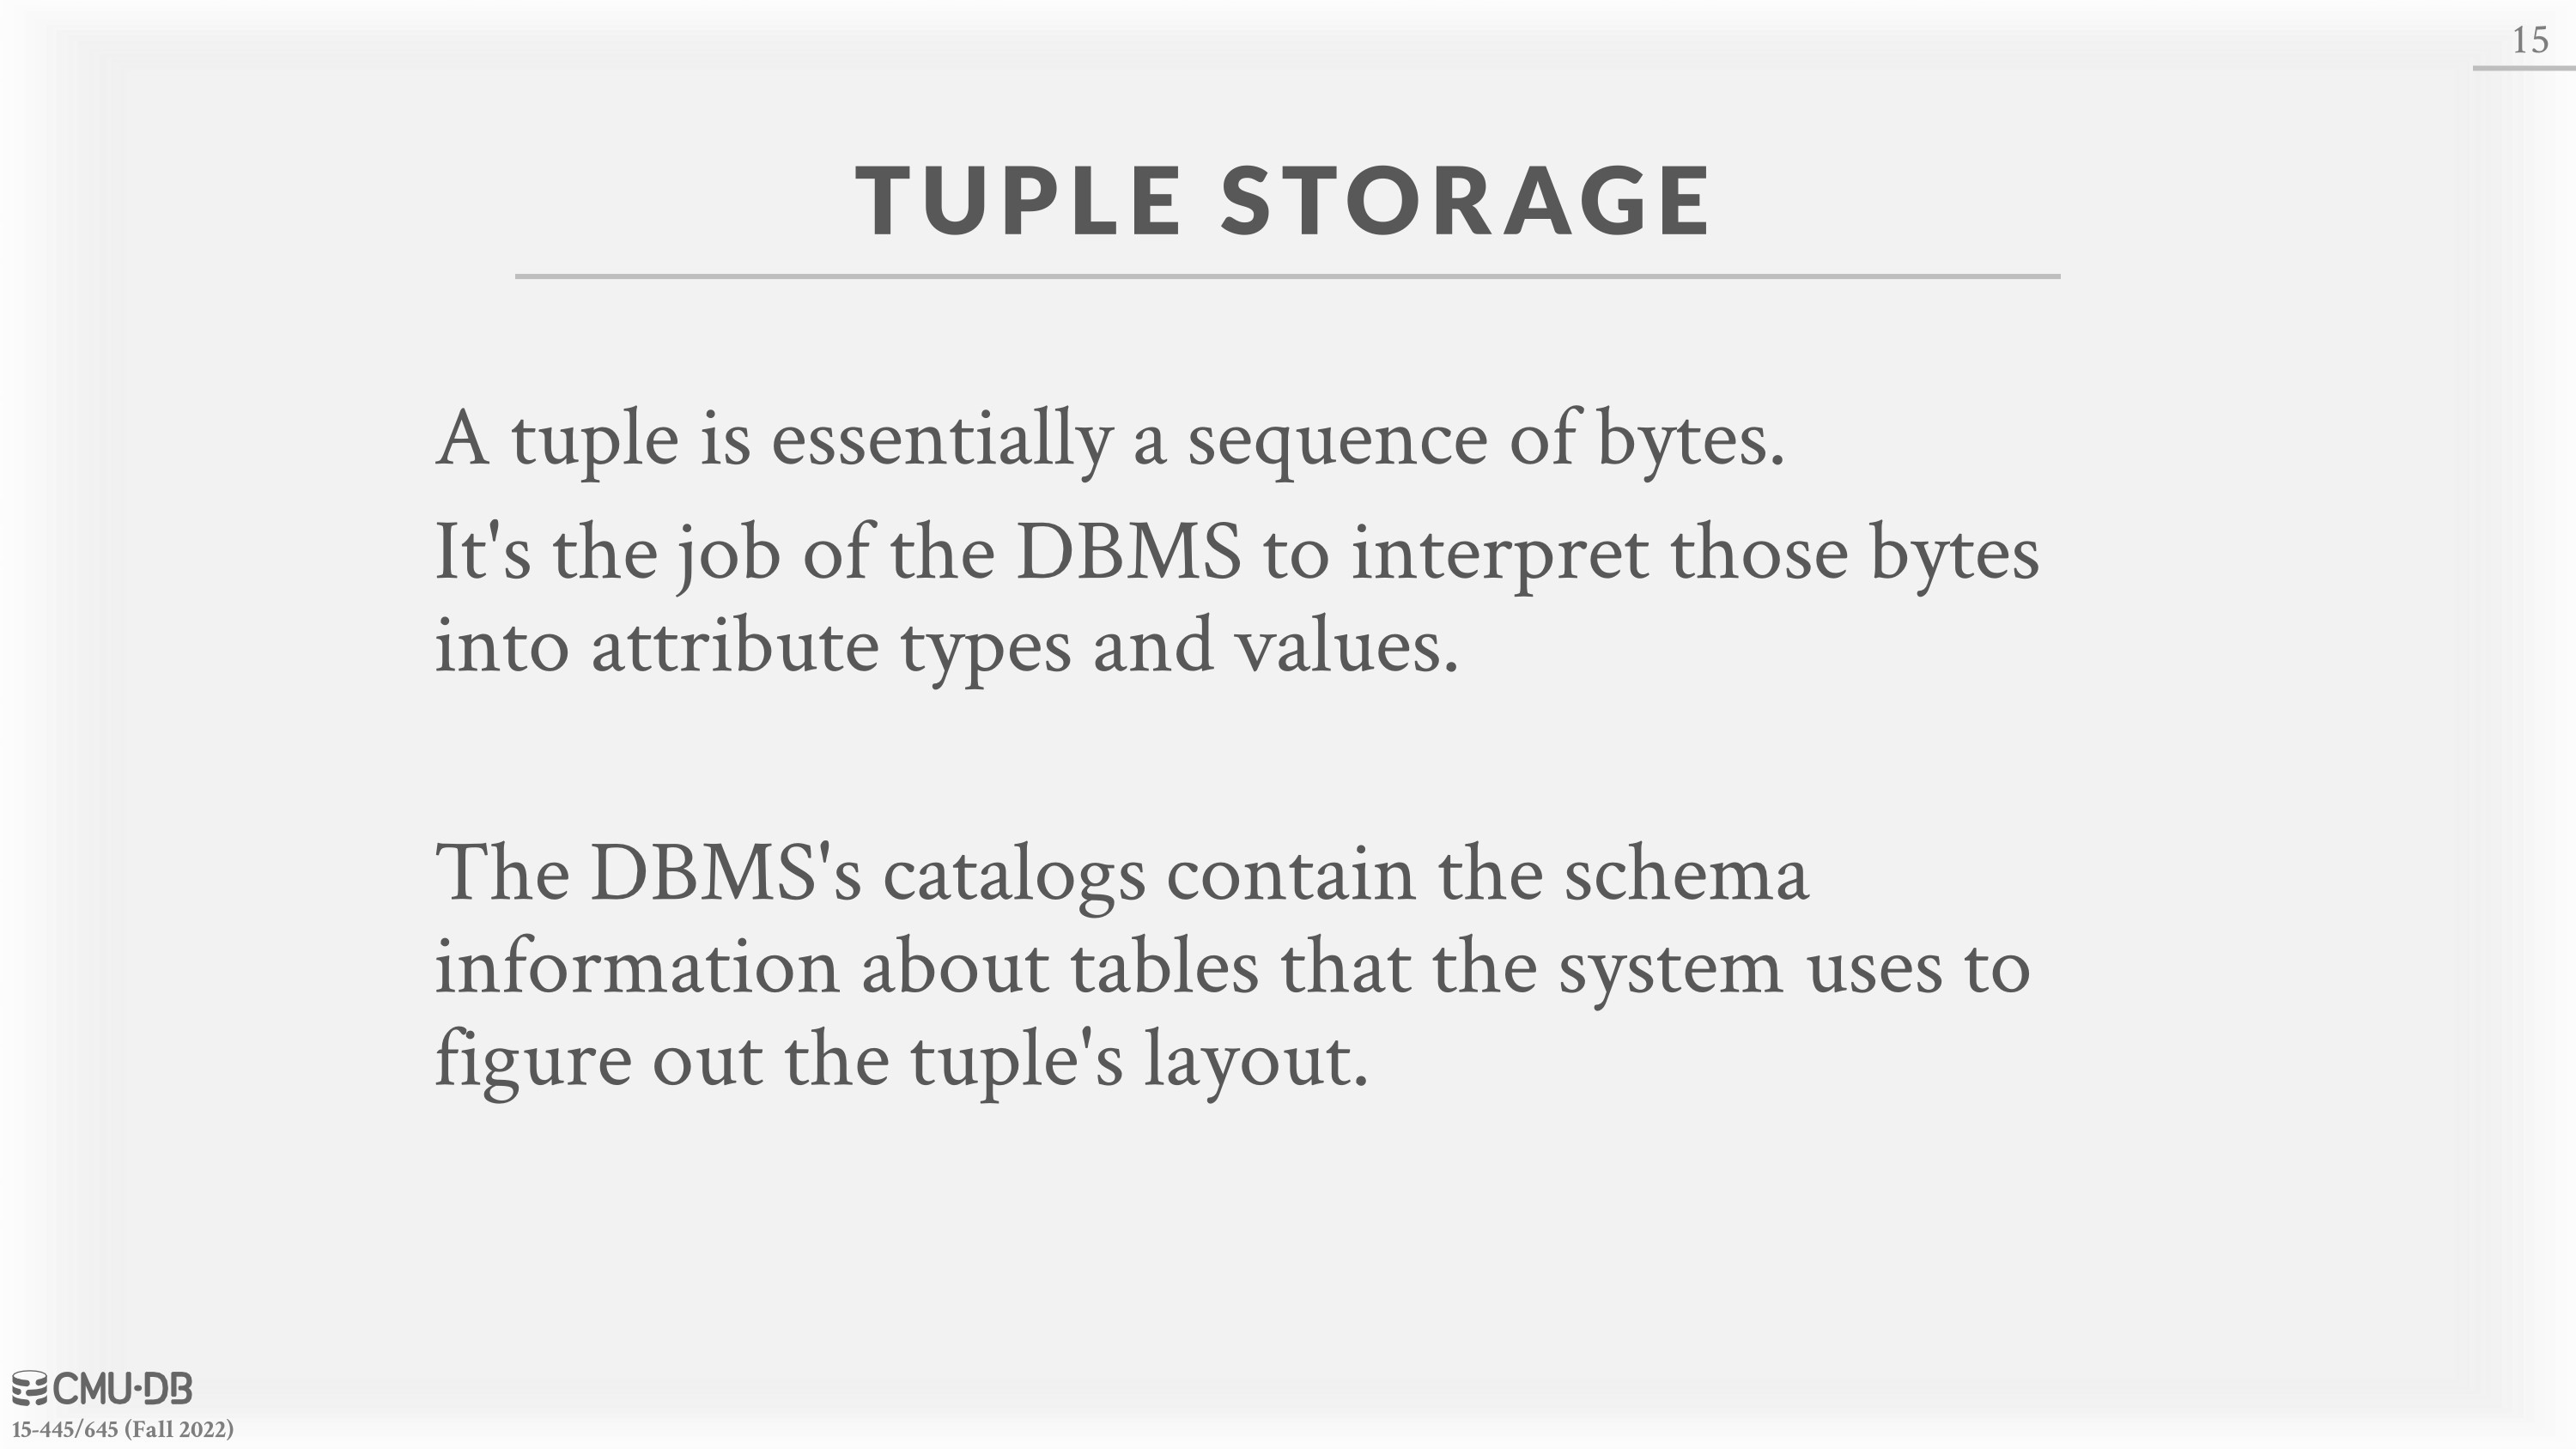 15
TUPLE STORAGE
A tuple is essentially a sequence of bytes.
It's the job of the DBMS to interpret those bytes
into attribute types and values.
The DBMS's catalogs contain the schema
information about tables that the system uses to
figure out the tuple's layout.
CMU·DB
15-445/645 (Fall 2022)